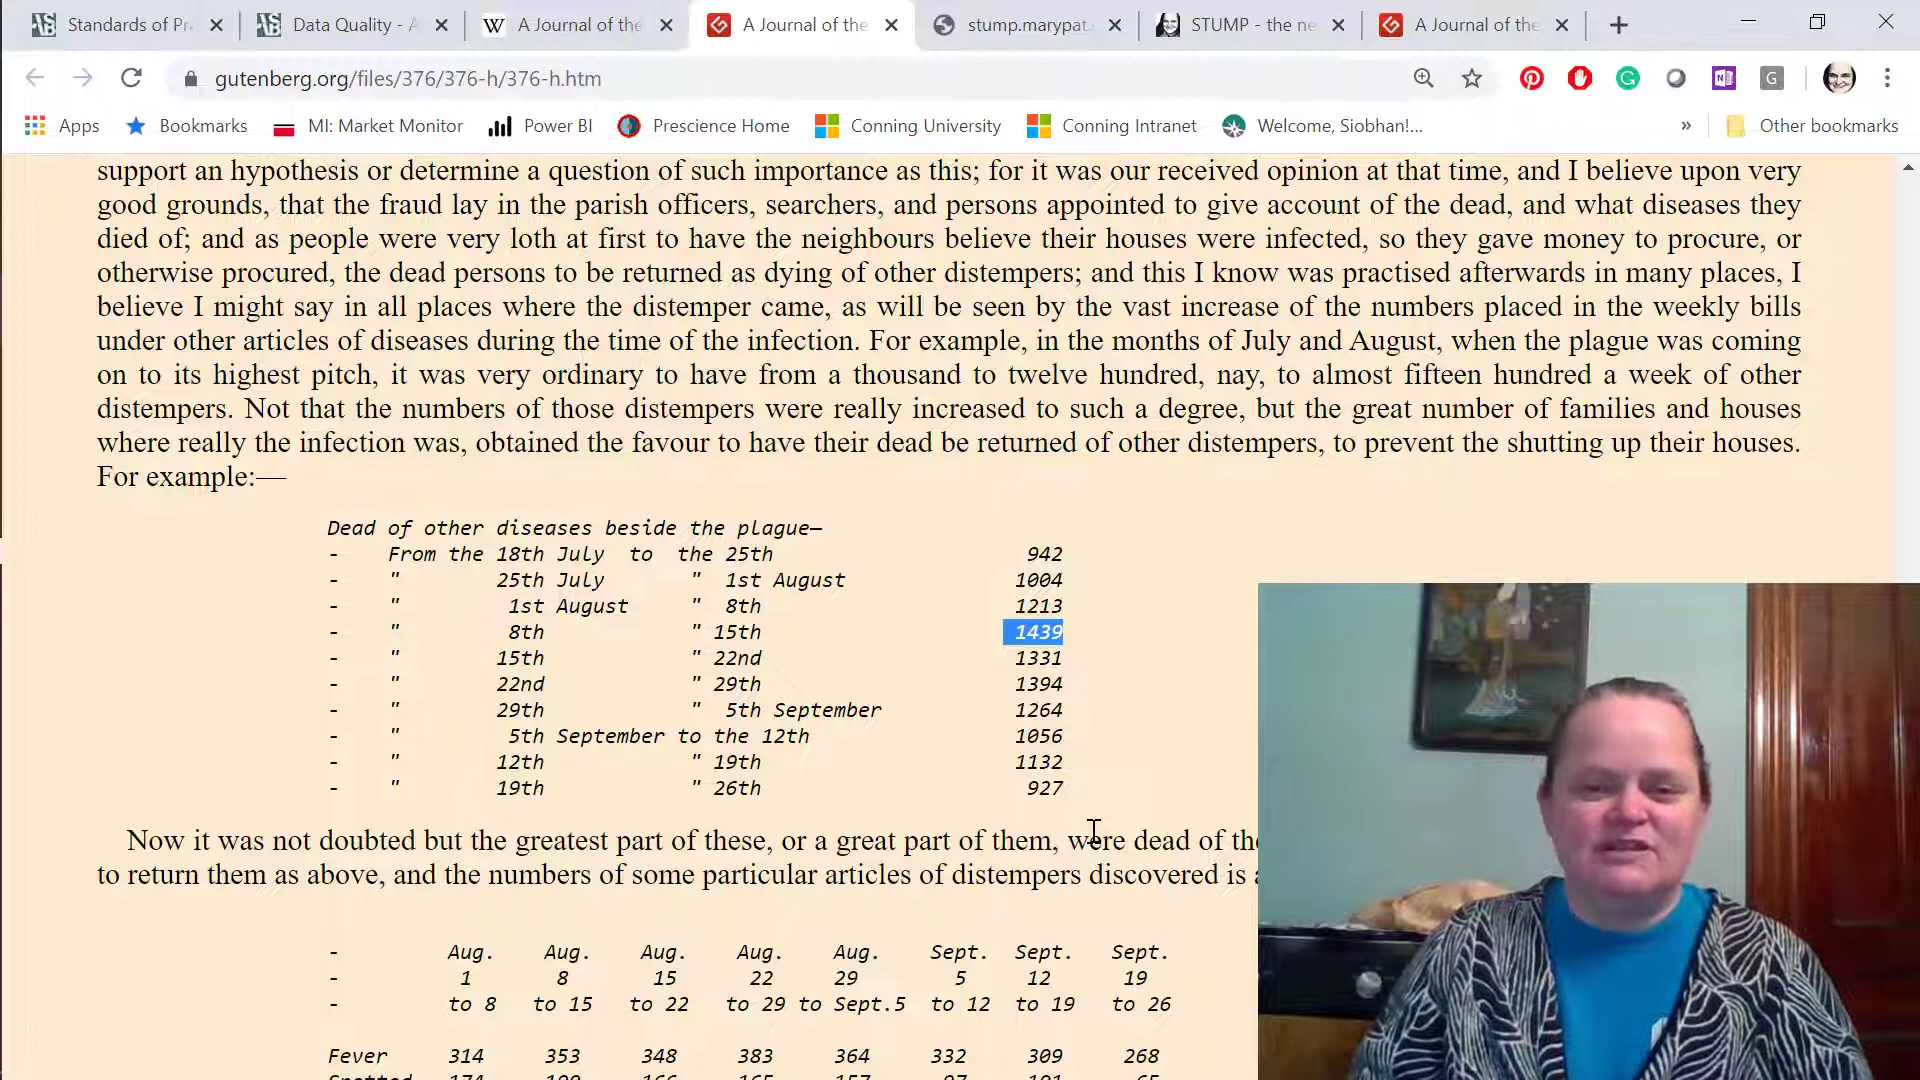 Standards of Pr
Data Quality - A
A Journal of the
A Journal of the
stump.marypat.
STUMP - the ne
A Journal of the
gutenberg.org/files/376/376-h/376-h.htm
Apps Bookmarks MI: Market Monitor Power BI Prescience Home Conning University Conning Intranet Welcome, Siobhan!... » Other bookmarks
support an hypothesis or determine a question of such importance as this; for it was our received opinion at that time, and I believe upon very
good grounds, that the fraud lay in the parish officers, searchers, and persons appointed to give account of the dead, and what diseases they
died of; and as people were very loth at first to have the neighbours believe their houses were infected, so they gave money to procure, or
otherwise procured, the dead persons to be returned as dying of other distempers; and this I know was practised afterwards in many places, I
believe I might say in all places where the distemper came, as will be seen by the vast increase of the numbers placed in the weekly bills
under other articles of diseases during the time of the infection. For example, in the months of July and August, when the plague was coming
on to its highest pitch, it was very ordinary to have from a thousand to twelve hundred, nay, to almost fifteen hundred a week of other
distempers. Not that the numbers of those distempers were really increased to such a degree, but the great number of families and houses
where really the infection was, obtained the favour to have their dead be returned of other distempers, to prevent the shutting up their houses.
For example:—
Dead of other diseases beside the plague—
- From the 18th July to the 25th 942
- " 25th July " 1st August 1004
- " 1st August " 8th 1213
- " 8th " 15th 1439
- " 15th " 22nd 1331
- " 22nd " 29th 1394
- " 29th " 5th September 1264
- " 5th September to the 12th 1056
- " 12th " 19th 1132
- " 19th " 26th 927
Now it was not doubted but the greatest part of these, or a great part of them, were dead of the
to return them as above, and the numbers of some particular articles of distempers discovered is
- Aug. Aug. Aug. Aug. Aug. Sept. Sept. Sept.
- 1 8 15 22 29 5 12 19
- to 8 to 15 to 22 to 29 to Sept.5 to 12 to 19 to 26
Fever 314 353 348 383 364 332 309 268